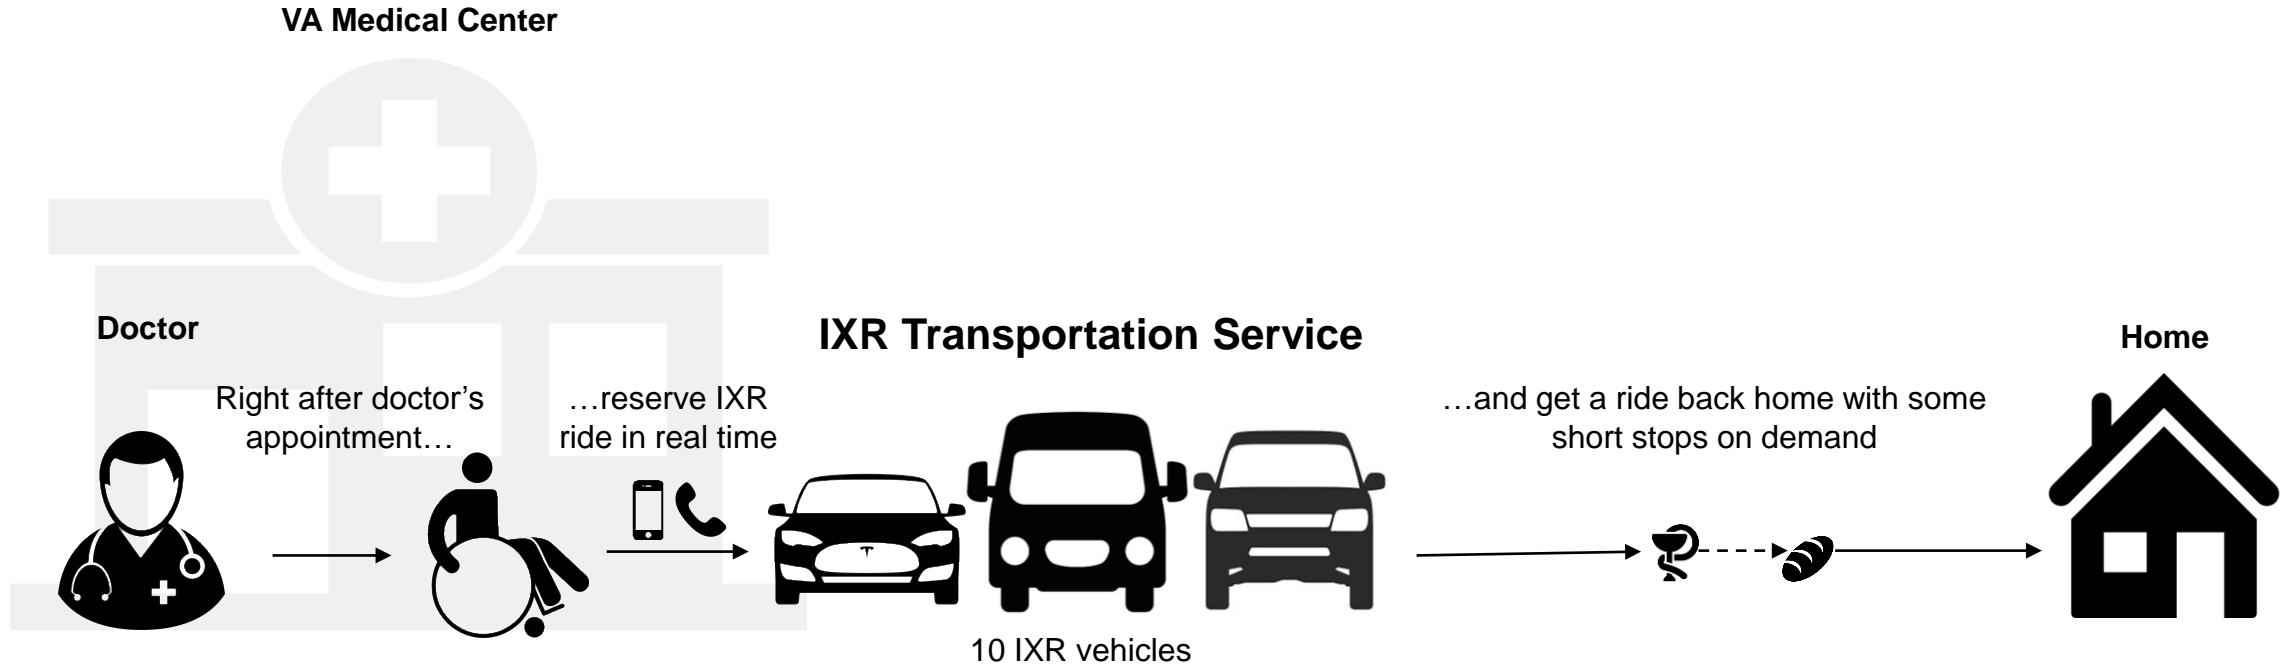 VA Medical Center
Doctor
Right after doctor's
appointment…
…reserve IXR
ride in real time
IXR Transportation Service
10 IXR vehicles
…and get a ride back home with some
short stops on demand
Home